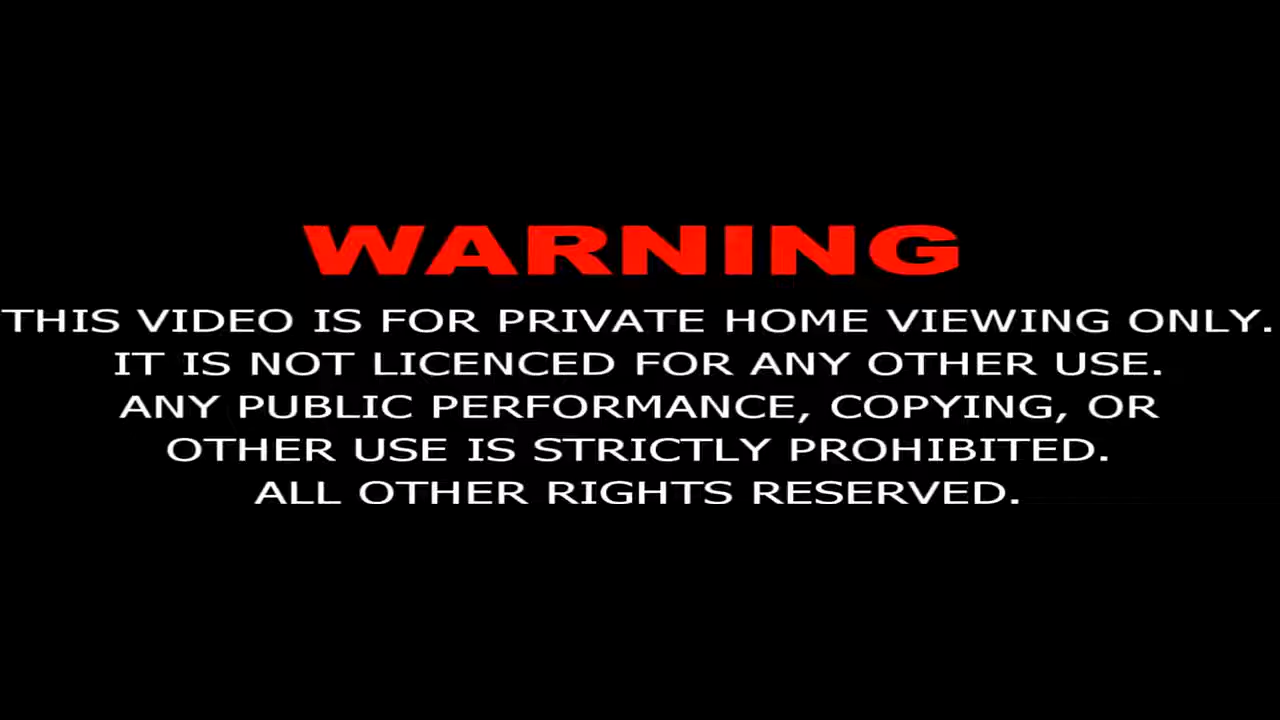 WARNING
THIS VIDEO IS FOR PRIVATE HOME VIEWING ONLY.
IT IS NOT LICENCED FOR ANY OTHER USE.
ANY PUBLIC PERFORMANCE, COPYING, OR
OTHER USE IS STRICTLY PROHIBITED.
ALL OTHER RIGHTS RESERVED.